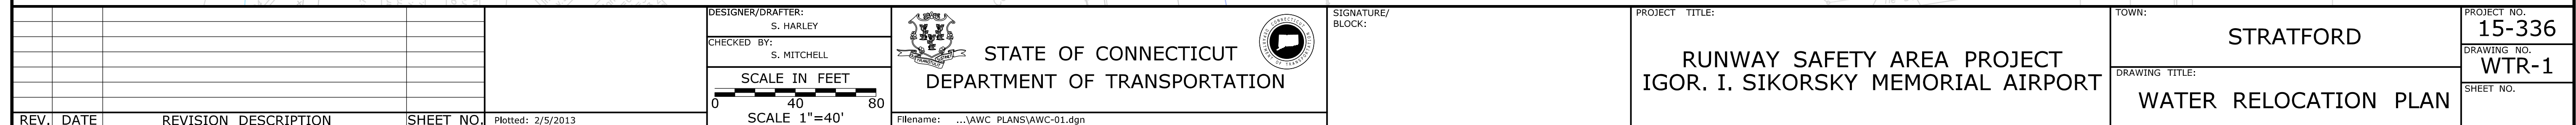 REV. DATE REVISION DESCRIPTION SHEET NO.
Plotted: 2/5/2013
DESIGNER/DRAFTER:
S. HARLEY
CHECKED BY:
S. MITCHELL
SCALE IN FEET
0 40 80
SCALE 1"=40'
STATE OF CONNECTICUT
DEPARTMENT OF TRANSPORTATION
Filename: ...\AWC PLANS\AWC-01.dgn
SIGNATURE/
BLOCK:
PROJECT TITLE:
RUNWAY SAFETY AREA PROJECT
IGOR. I. SIKORSKY MEMORIAL AIRPORT
TOWN:
STRATFORD
DRAWING TITLE:
WATER RELOCATION PLAN
PROJECT NO.
15-336
DRAWING NO.
WTR-1
SHEET NO.